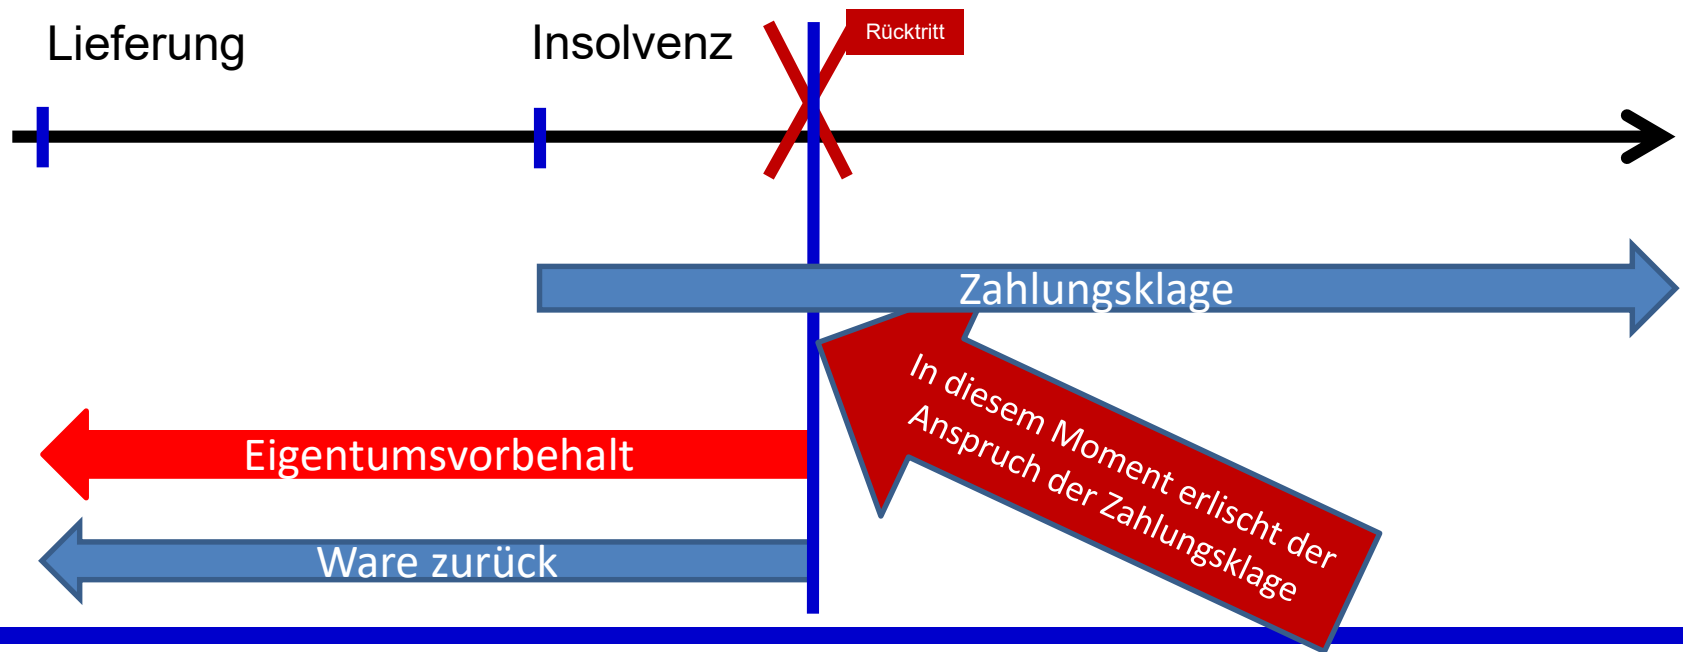 Lieferung
Insolvenz
Rücktritt
Zahlungsklage
In diesem Moment erlischt der
Anspruch der Zahlungsklage
Eigentumsvorbehalt
Ware zurück